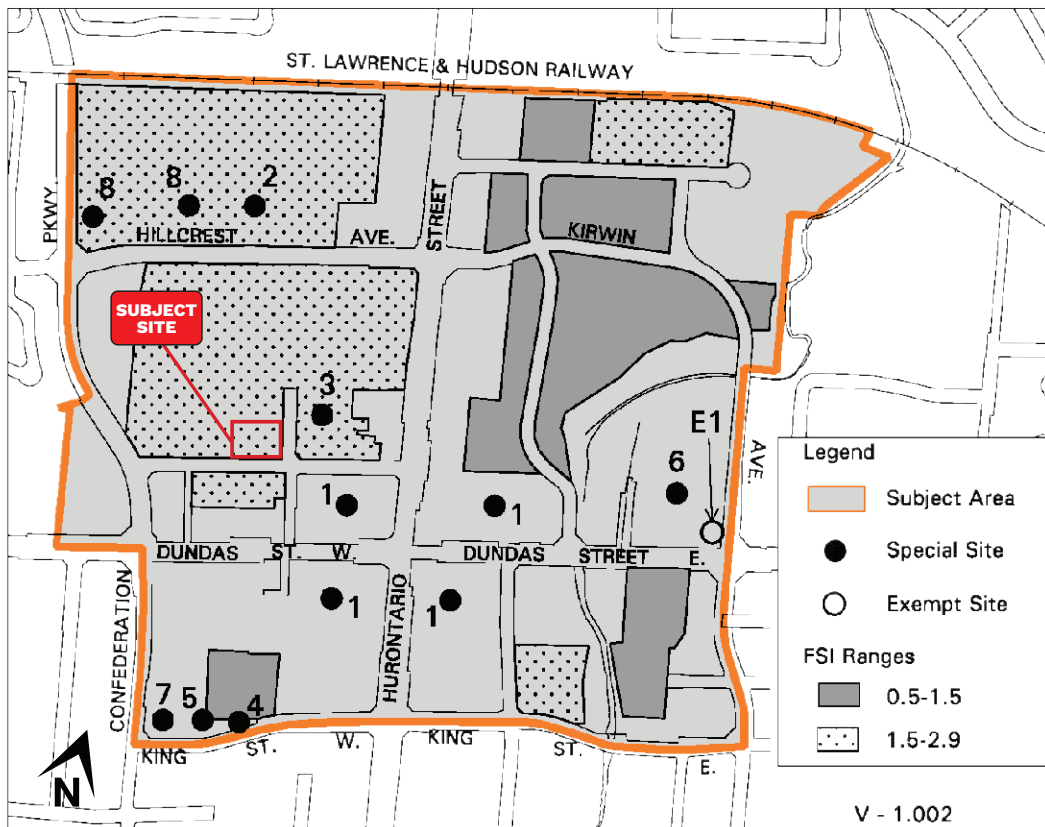 ST. LAWRENCE & HUDSON RAILWAY
8
8
2
PKWY
HILLCREST AVE.
STREET
KIRWIN
SUBJECT
SITE
3
E1
6
AVE.
1
1
DUNDAS ST. W.
DUNDAS STREET E.
1
1
CONFEDERATION
HURONTARIO
7
5
4
KING ST. W.
KING ST. E.
N
Legend
Subject Area
Special Site
Exempt Site
FSI Ranges
0.5-1.5
1.5-2.9
V - 1.002